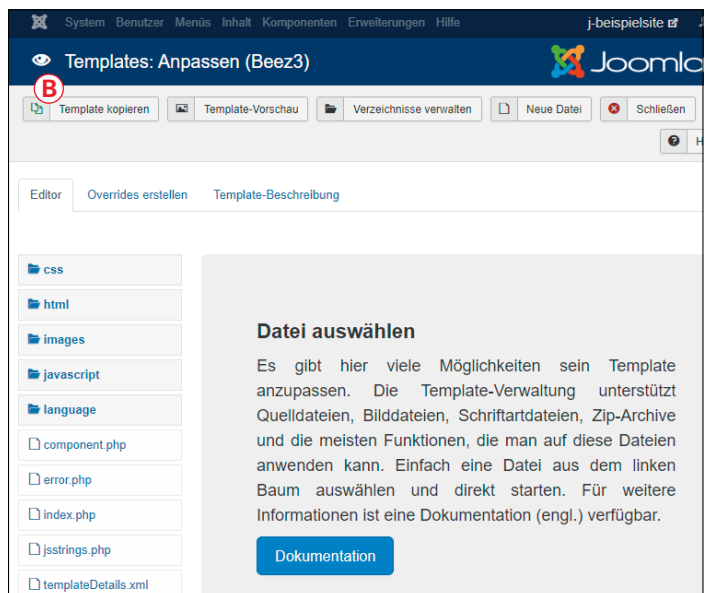 System Benutzer Menüs Inhalt Komponenten Erweiterungen Hilfe j-beispielsite
Templates: Anpassen (Beez3) Joomla
B
Template kopieren Template-Vorschau Verzeichnisse verwalten Neue Datei Schließen
H
Editor Overrides erstellen Template-Beschreibung
css
html
images
javascript
language
component.php
error.php
index.php
jsstrings.php
templateDetails.xml
Datei auswählen
Es gibt hier viele Möglichkeiten sein Template
anzupassen. Die Template-Verwaltung unterstützt
Quelldateien, Bilddateien, Schriftartdateien, Zip-Archive
und die meisten Funktionen, die man auf diese Dateien
anwenden kann. Einfach eine Datei aus dem linken
Baum auswählen und direkt starten. Für weitere
Informationen ist eine Dokumentation (engl.) verfügbar.
Dokumentation